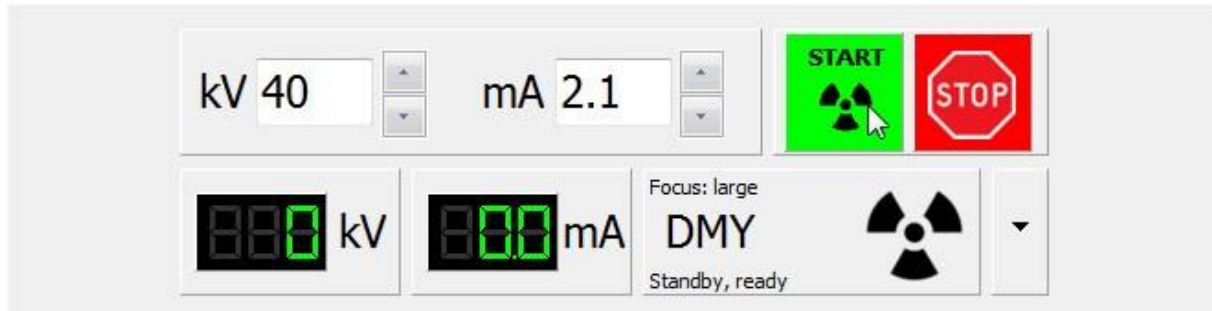 kV 40 mA 2.1 START STOP
0 kV 0.0 mA
Focus: large
DMY
Standby, ready